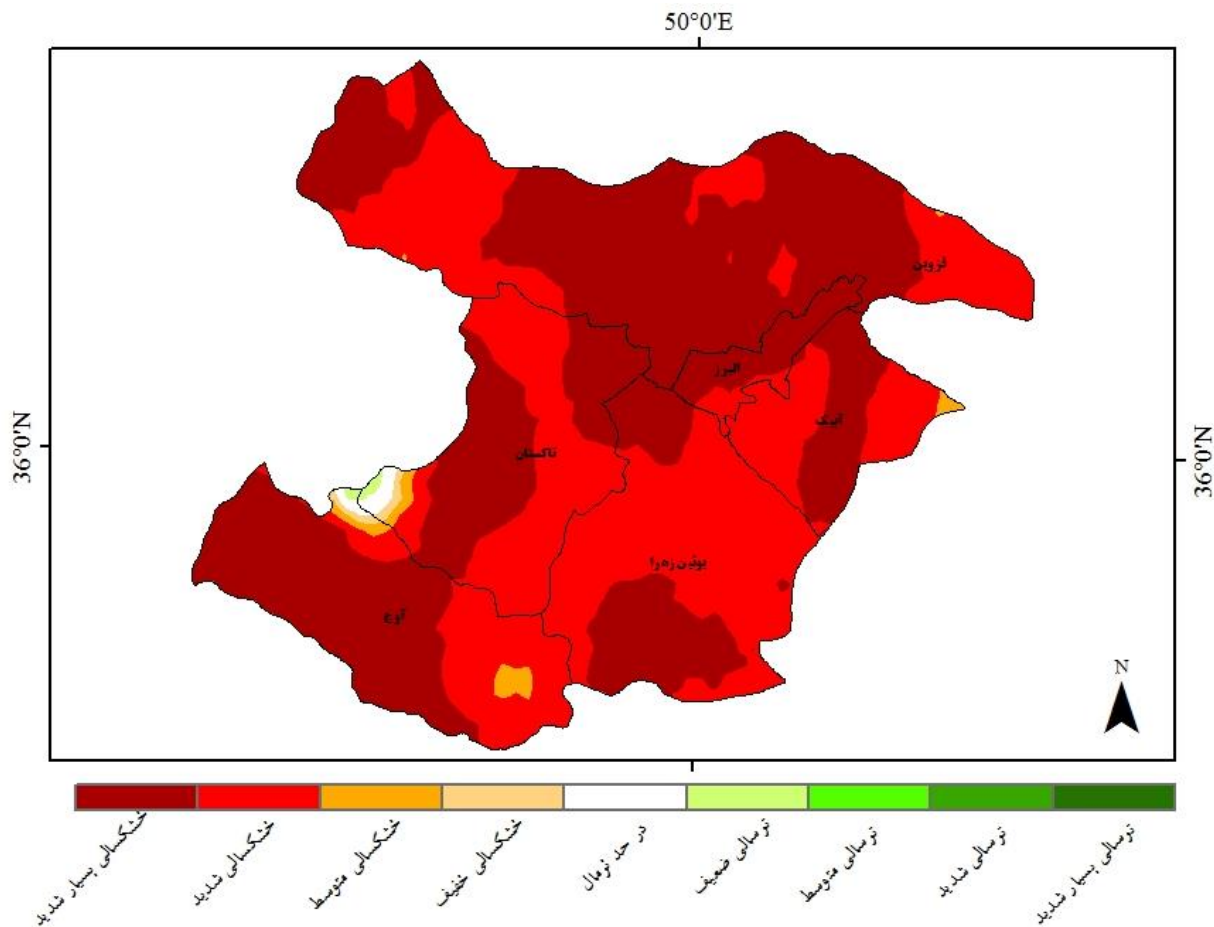 50°0'E
قزوین
البرز
آبیک
36°0'N
تاکستان
36°0'N
بوئین زهرا
آوج
N
خشکسالی بسیار شدید
خشکسالی شدید
خشکسالی متوسط
خشکسالی خفیف
در حد نرمال
ترسالی ضعیف
ترسالی متوسط
ترسالی شدید
ترسالی بسیار شدید